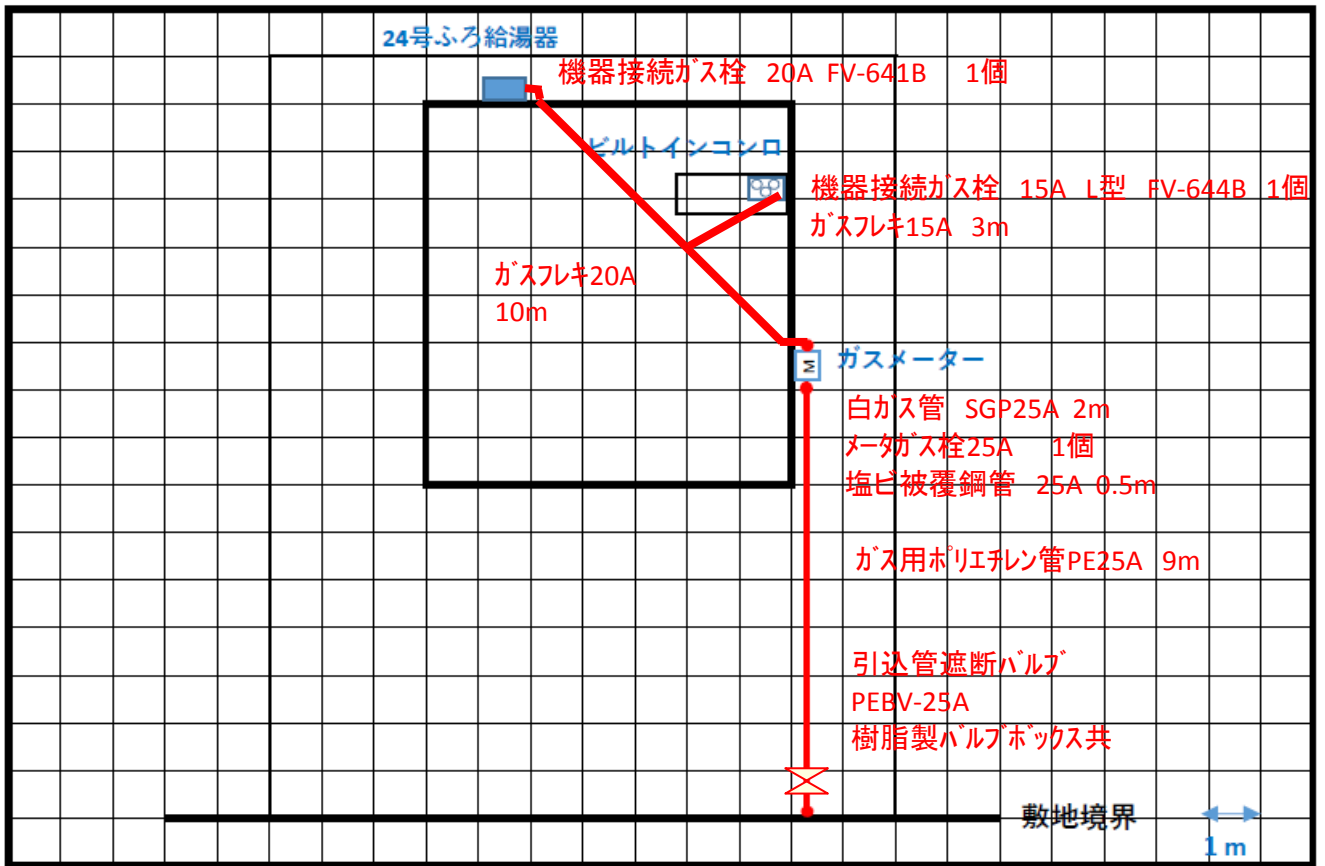 24号ふろ給湯器
機器接続ガス栓 20A FV-641B 1個
ビルトインコンロ
機器接続ガス栓 15A L型 FV-644B 1個
ガスフレキ15A 3m
ガスフレキ20A
10m
M
ガスメーター
白ガス管 SGP25A 2m
メータガス栓25A 1個
塩ビ被覆鋼管 25A 0.5m
ガス用ポリエチレン管PE25A 9m
引込管遮断バルブ
PEBV-25A
樹脂製バルブボックス共
敷地境界
1 m